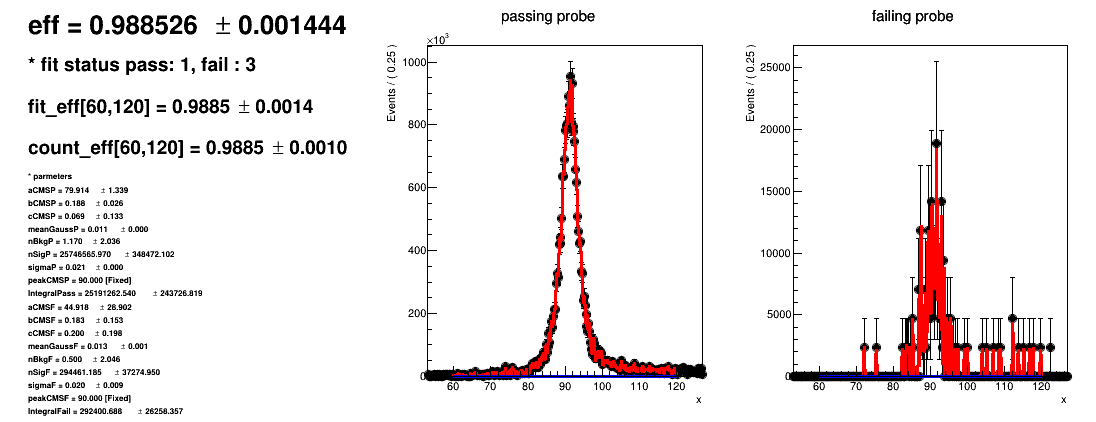 eff = 0.988526 ± 0.001444
* fit status pass: 1, fail : 3
fit_eff[60,120] = 0.9885 ± 0.0014
count_eff[60,120] = 0.9885 ± 0.0010
* parmeters
aCMSP = 79.914 ± 1.339
bCMSP = 0.188 ± 0.026
cCMSP = 0.069 ± 0.133
meanGaussP = 0.011 ± 0.000
nBkgP = 1.170 ± 2.036
nSigP = 25746565.970 ± 348472.102
sigmaP = 0.021 ± 0.000
peakCMSP = 90.000 [Fixed]
IntegralPass = 25191262.540 ± 243726.819
aCMSF = 44.918 ± 28.902
bCMSF = 0.183 ± 0.153
cCMSF = 0.200 ± 0.198
meanGaussF = 0.013 ± 0.001
nBkgF = 0.500 ± 2.046
nSigF = 294461.185 ± 37274.950
sigmaF = 0.020 ± 0.009
peakCMSF = 90.000 [Fixed]
IntegralFail = 292400.688 ± 26258.357
passing probe
×10³
Events / ( 0.25 )
1000
800
600
400
200
0
60 70 80 90 100 110 120
x
failing probe
Events / ( 0.25 )
25000
20000
15000
10000
5000
0
60 70 80 90 100 110 120
x